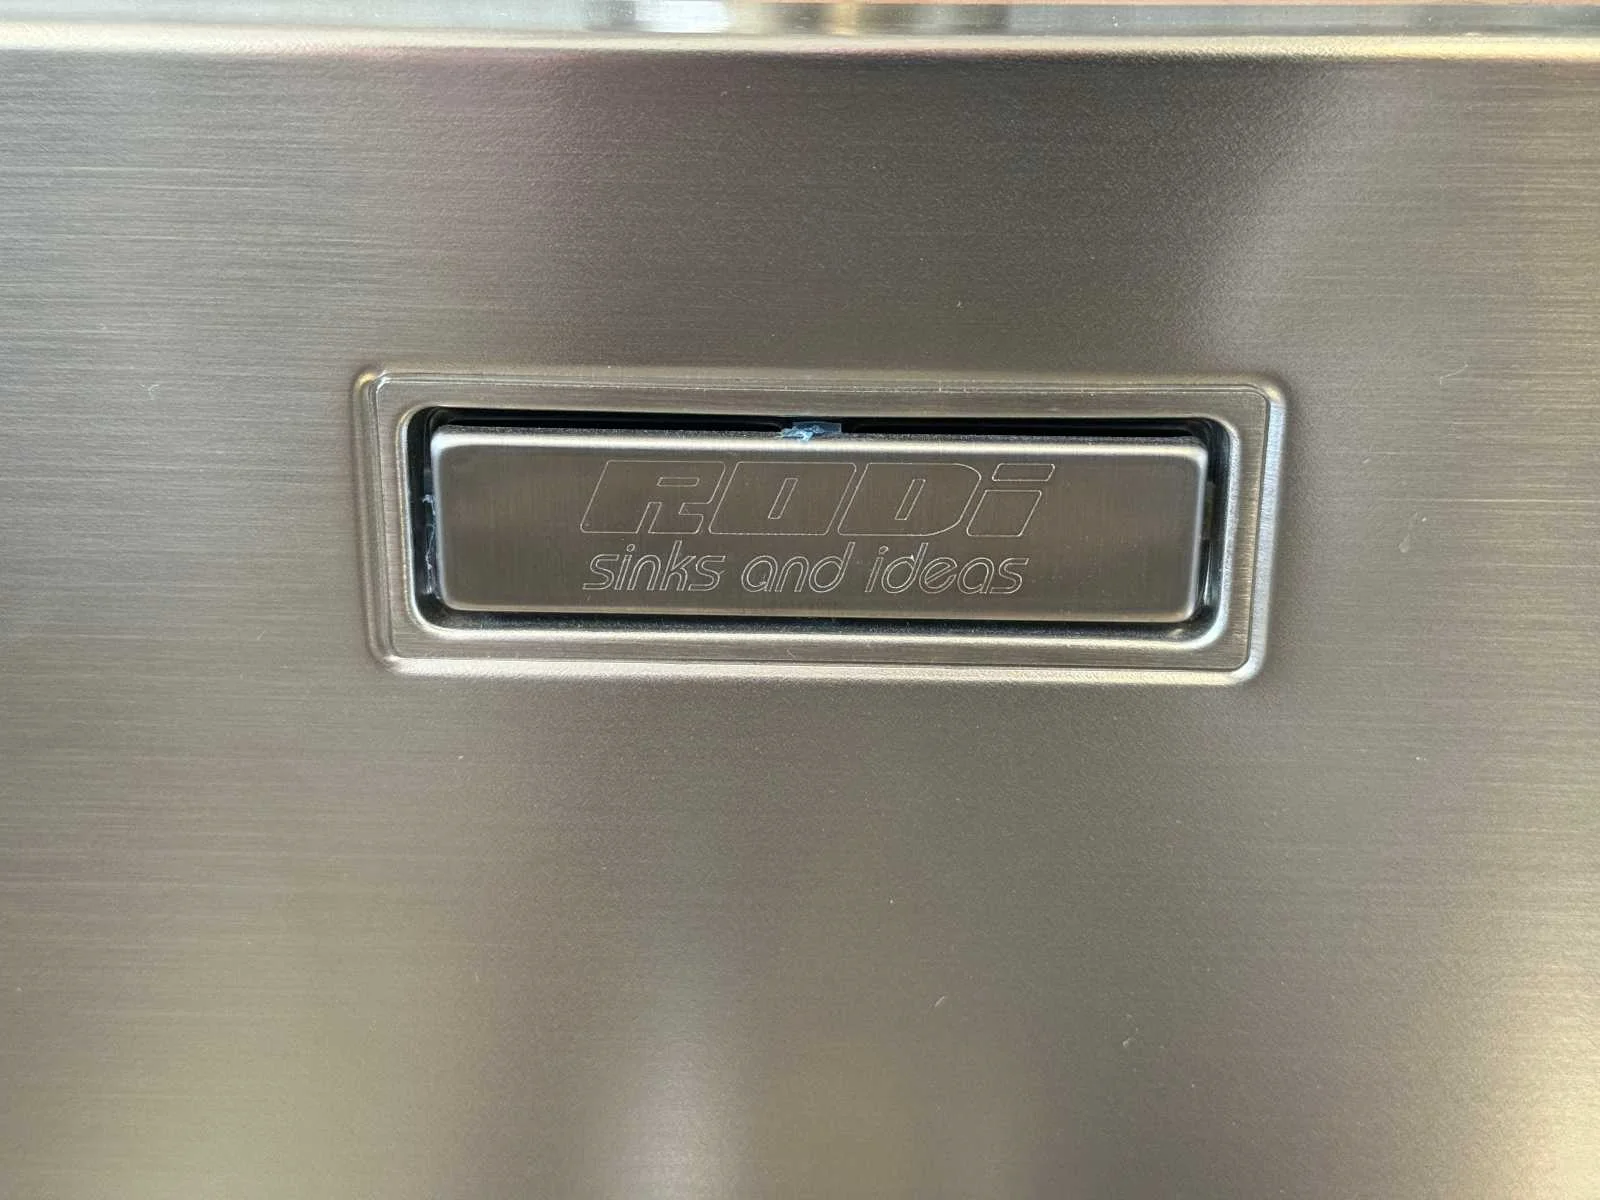 RODi
sinks and ideas